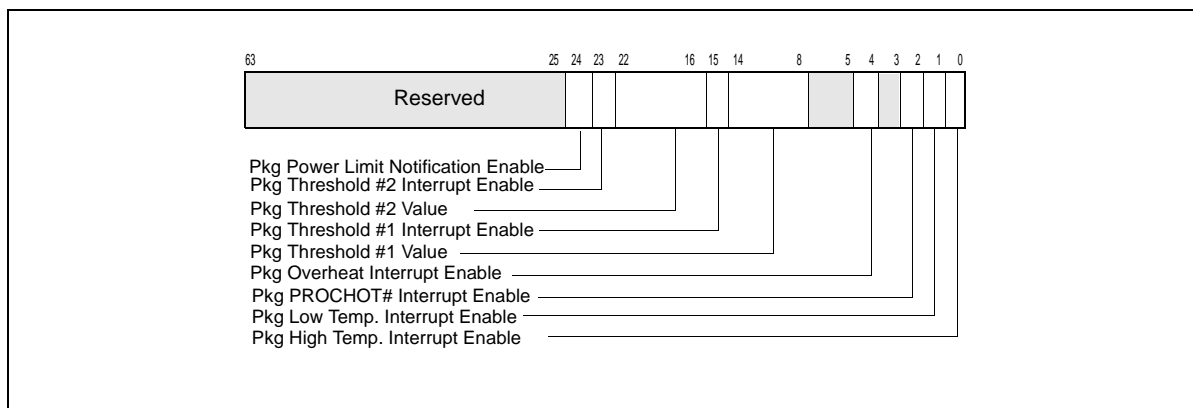 63 25 24 23 22 16 15 14 8 5 4 3 2 1 0
Reserved
Pkg Power Limit Notification Enable
Pkg Threshold #2 Interrupt Enable
Pkg Threshold #2 Value
Pkg Threshold #1 Interrupt Enable
Pkg Threshold #1 Value
Pkg Overheat Interrupt Enable
Pkg PROCHOT# Interrupt Enable
Pkg Low Temp. Interrupt Enable
Pkg High Temp. Interrupt Enable